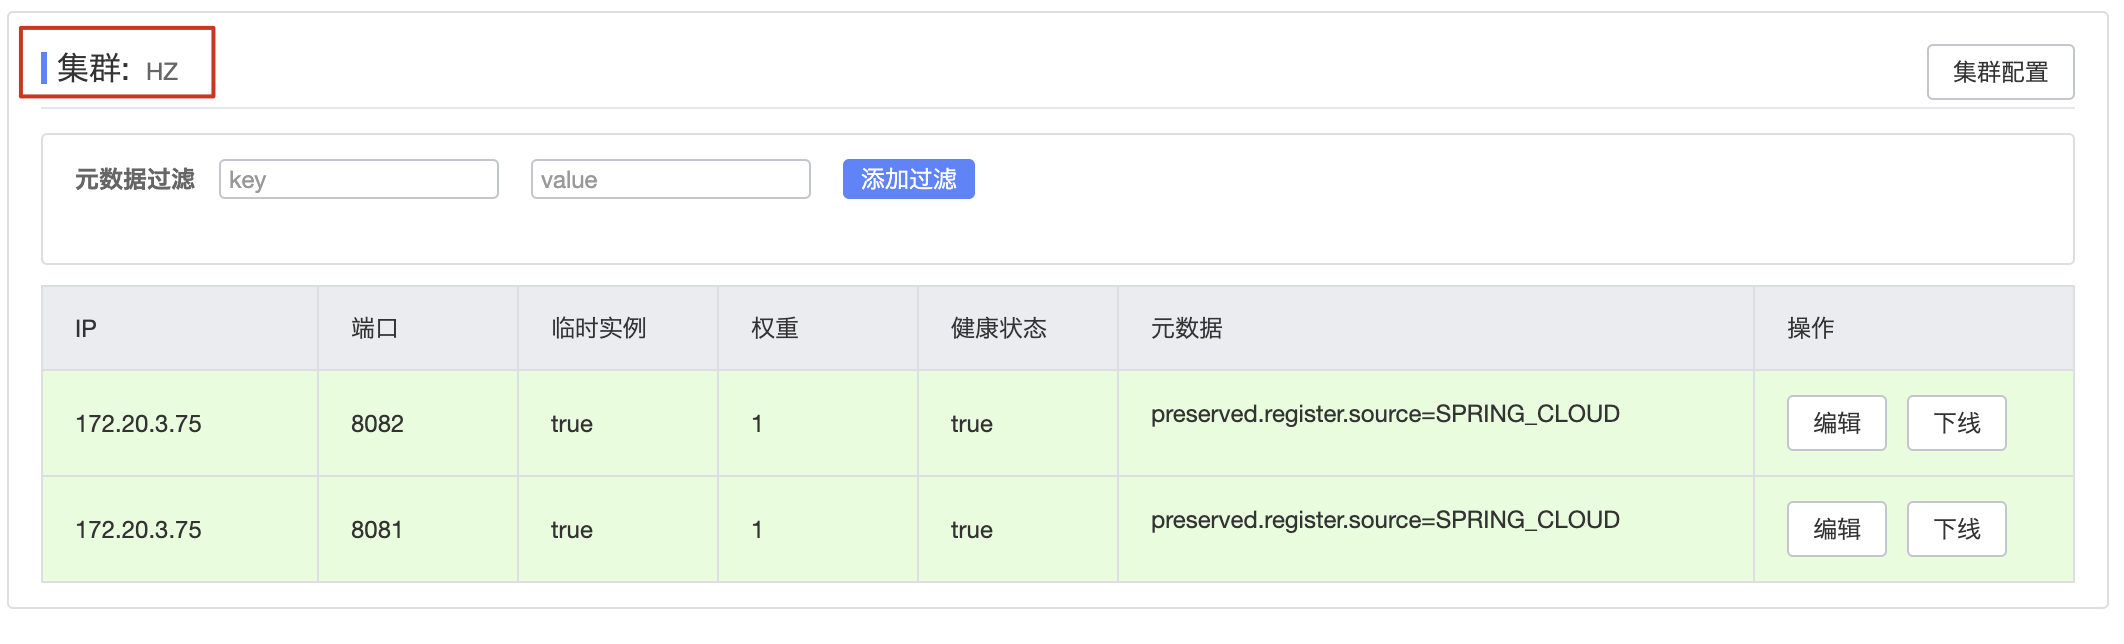 集群: HZ 集群配置
元数据过滤 key value 添加过滤
IP 端口 临时实例 权重 健康状态 元数据 操作
172.20.3.75 8082 true 1 true preserved.register.source=SPRING_CLOUD 编辑 下线
172.20.3.75 8081 true 1 true preserved.register.source=SPRING_CLOUD 编辑 下线